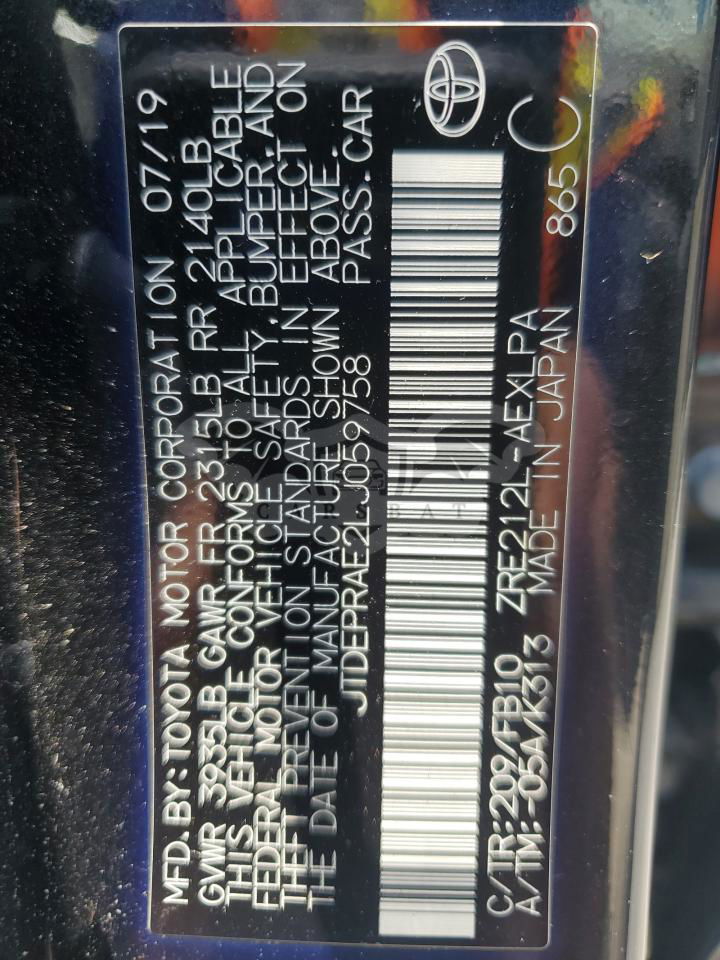 MFD.BY:TOYOTA MOTOR CORPORATION 07/19
GVWR 3935LB GAWR FR 2315LB RR 2140LB
THIS VEHICLE CONFORMS TO ALL APPLICABLE
FEDERAL MOTOR VEHICLE SAFETY,BUMPER,AND
THEFT PREVENTION STANDARDS IN EFFECT ON
THE DATE OF MANUFACTURE SHOWN ABOVE.
JTDEPRAE2LJ059758 PASS.CAR
C/TR:209/FB10 ZRE212L-AEXLPA
A/TM:-05A/K313 MADE IN JAPAN 865 C
CARSBAT